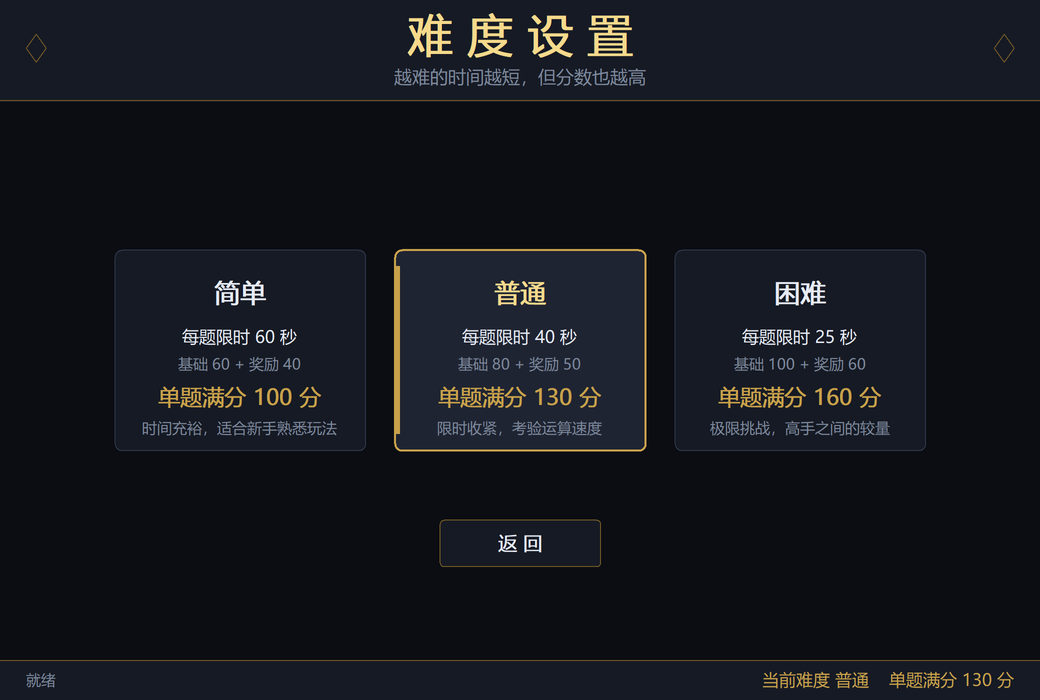 难度设置
越难的时间越短，但分数也越高
简单
每题限时 60 秒
基础 60 + 奖励 40
单题满分 100 分
时间充裕，适合新手熟悉玩法
普通
每题限时 40 秒
基础 80 + 奖励 50
单题满分 130 分
限时收紧，考验运算速度
困难
每题限时 25 秒
基础 100 + 奖励 60
单题满分 160 分
极限挑战，高手之间的较量
返回
就绪
当前难度 普通 单题满分 130 分